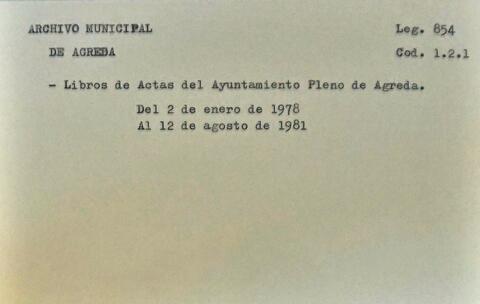 ARCHIVO MUNICIPAL Leg. 854
DE AGREDA Cod. 1.2.1
- Libros de Actas del Ayuntamiento Pleno de Agreda.
Del 2 de enero de 1978
Al 12 de agosto de 1981